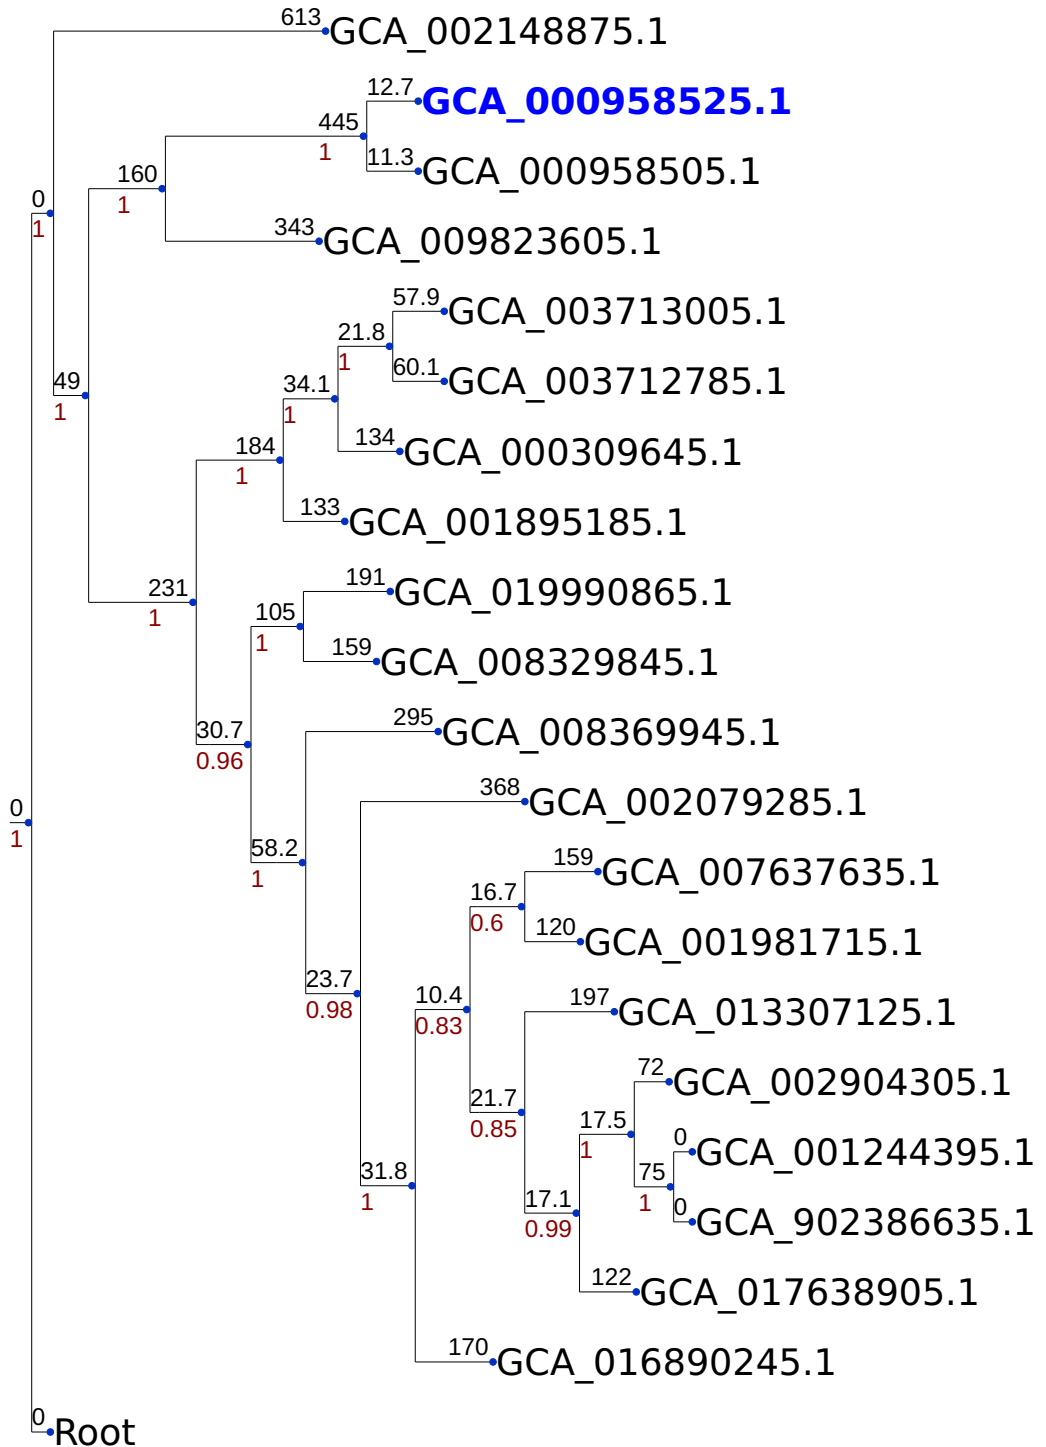 613 GCA_002148875.1
12.7 GCA_000958525.1
445
1
11.3 GCA_000958505.1
160
1
0
1
343 GCA_009823605.1
57.9 GCA_003713005.1
21.8
1
60.1 GCA_003712785.1
49
1
34.1
1
134 GCA_000309645.1
184
1
133 GCA_001895185.1
191 GCA_019990865.1
231
1
105
1
159 GCA_008329845.1
295 GCA_008369945.1
30.7
0.96
368 GCA_002079285.1
0
1
58.2
1
159 GCA_007637635.1
16.7
0.6
120 GCA_001981715.1
23.7
0.98
10.4
0.83
197 GCA_013307125.1
72 GCA_002904305.1
21.7
0.85
17.5
1
0 GCA_001244395.1
31.8
1
75
1
17.1
0.99
0 GCA_902386635.1
122 GCA_017638905.1
170 GCA_016890245.1
0 Root